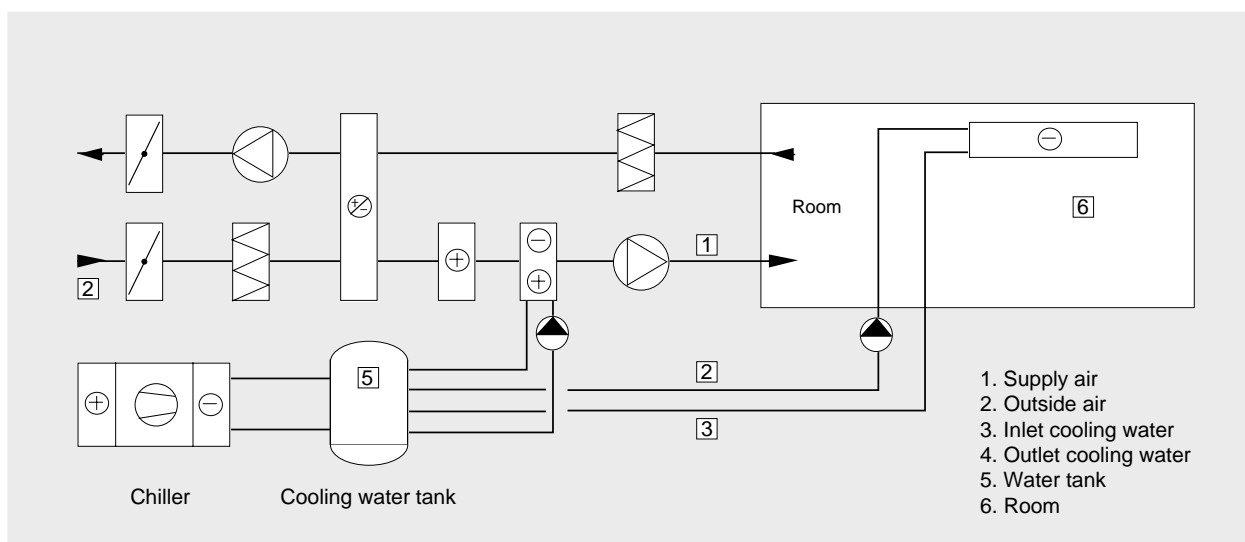 Room
6
1
2
5
2
3
Chiller
Cooling water tank
1. Supply air
2. Outside air
3. Inlet cooling water
4. Outlet cooling water
5. Water tank
6. Room